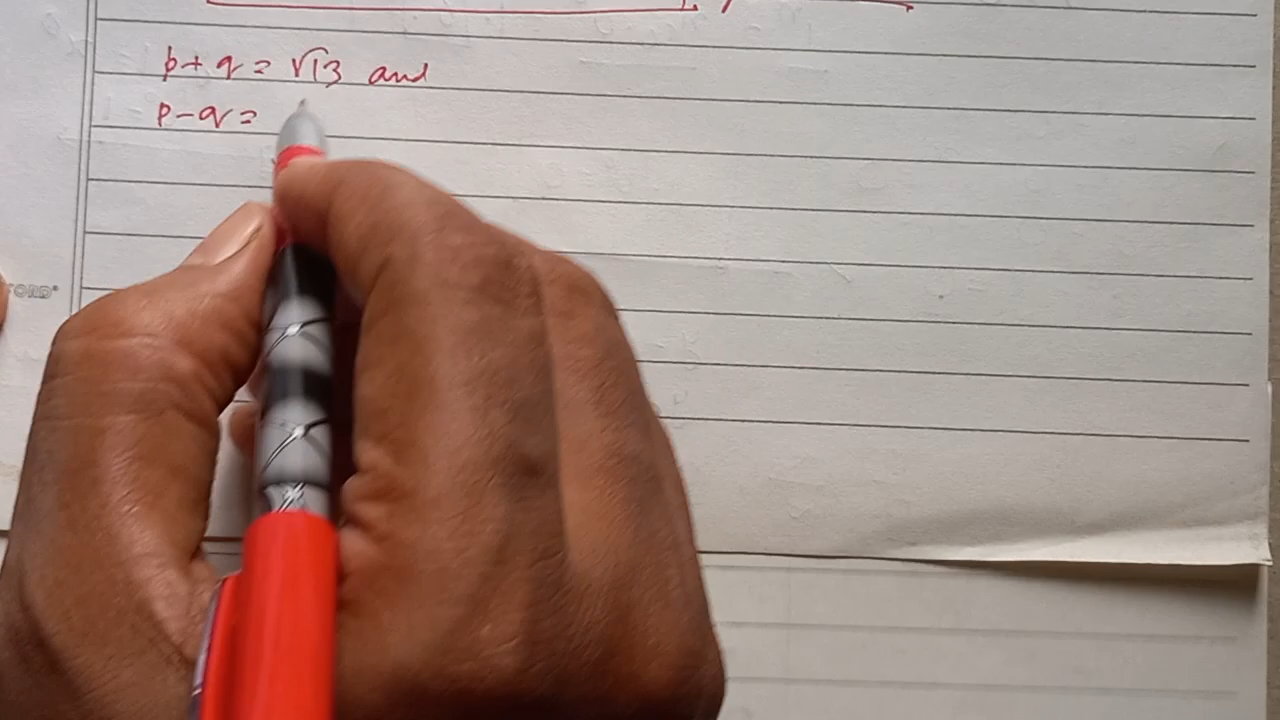 p+q = √13 and
p-q =